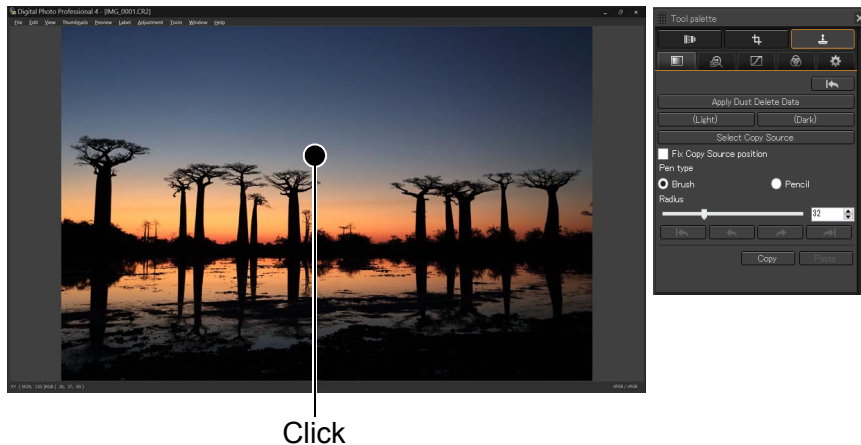 Digital Photo Professional 4 - [IMG_0001.CR2]
File Edit View Thumbnails Preview Label Adjustment Tools Window Help
Tool palette
Apply Dust Delete Data
(Light) (Dark)
Select Copy Source
Fix Copy Source position
Pen type
Brush Pencil
Radius
32
Copy Paste
sRGB / sRGB
Click